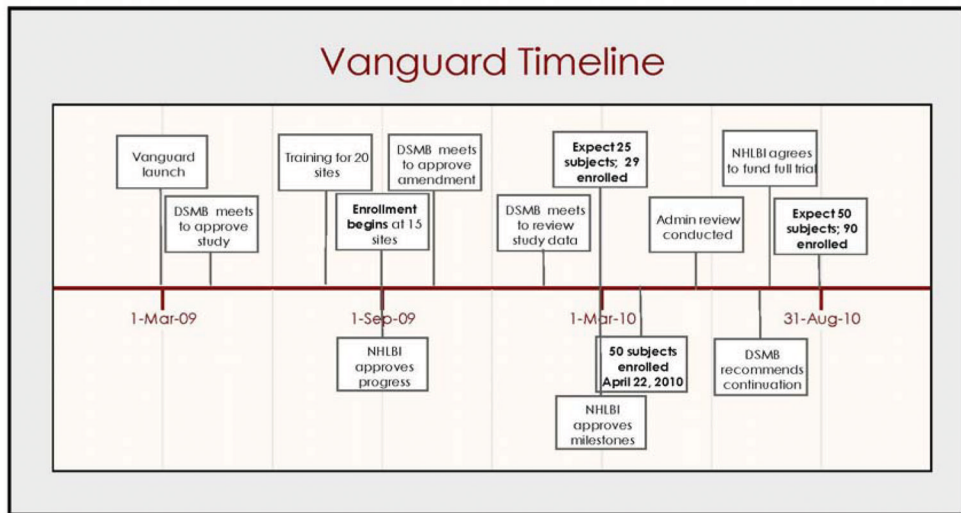 Vanguard Timeline
Vanguard
launch
DSMB meets
to approve
study
Training for 20
sites
Enrollment
begins at 15
sites
DSMB meets
to approve
amendment
DSMB meets
to review
study data
Expect 25
subjects; 29
enrolled
Admin review
conducted
NHLBI agrees
to fund full trial
Expect 50
subjects; 90
enrolled
1-Mar-09
1-Sep-09
1-Mar-10
31-Aug-10
NHLBI
approves
progress
50 subjects
enrolled
April 22, 2010
NHLBI
approves
milestones
DSMB
recommends
continuation